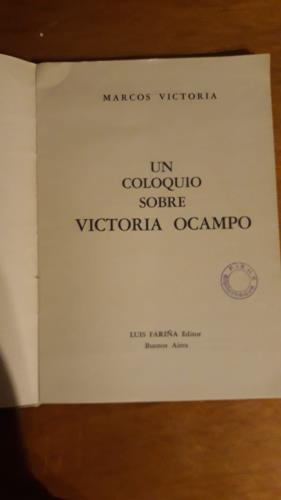 MARCOS VICTORIA
UN
COLOQUIO
SOBRE
VICTORIA OCAMPO
LUIS FARIÑA Editor
Buenos Aires